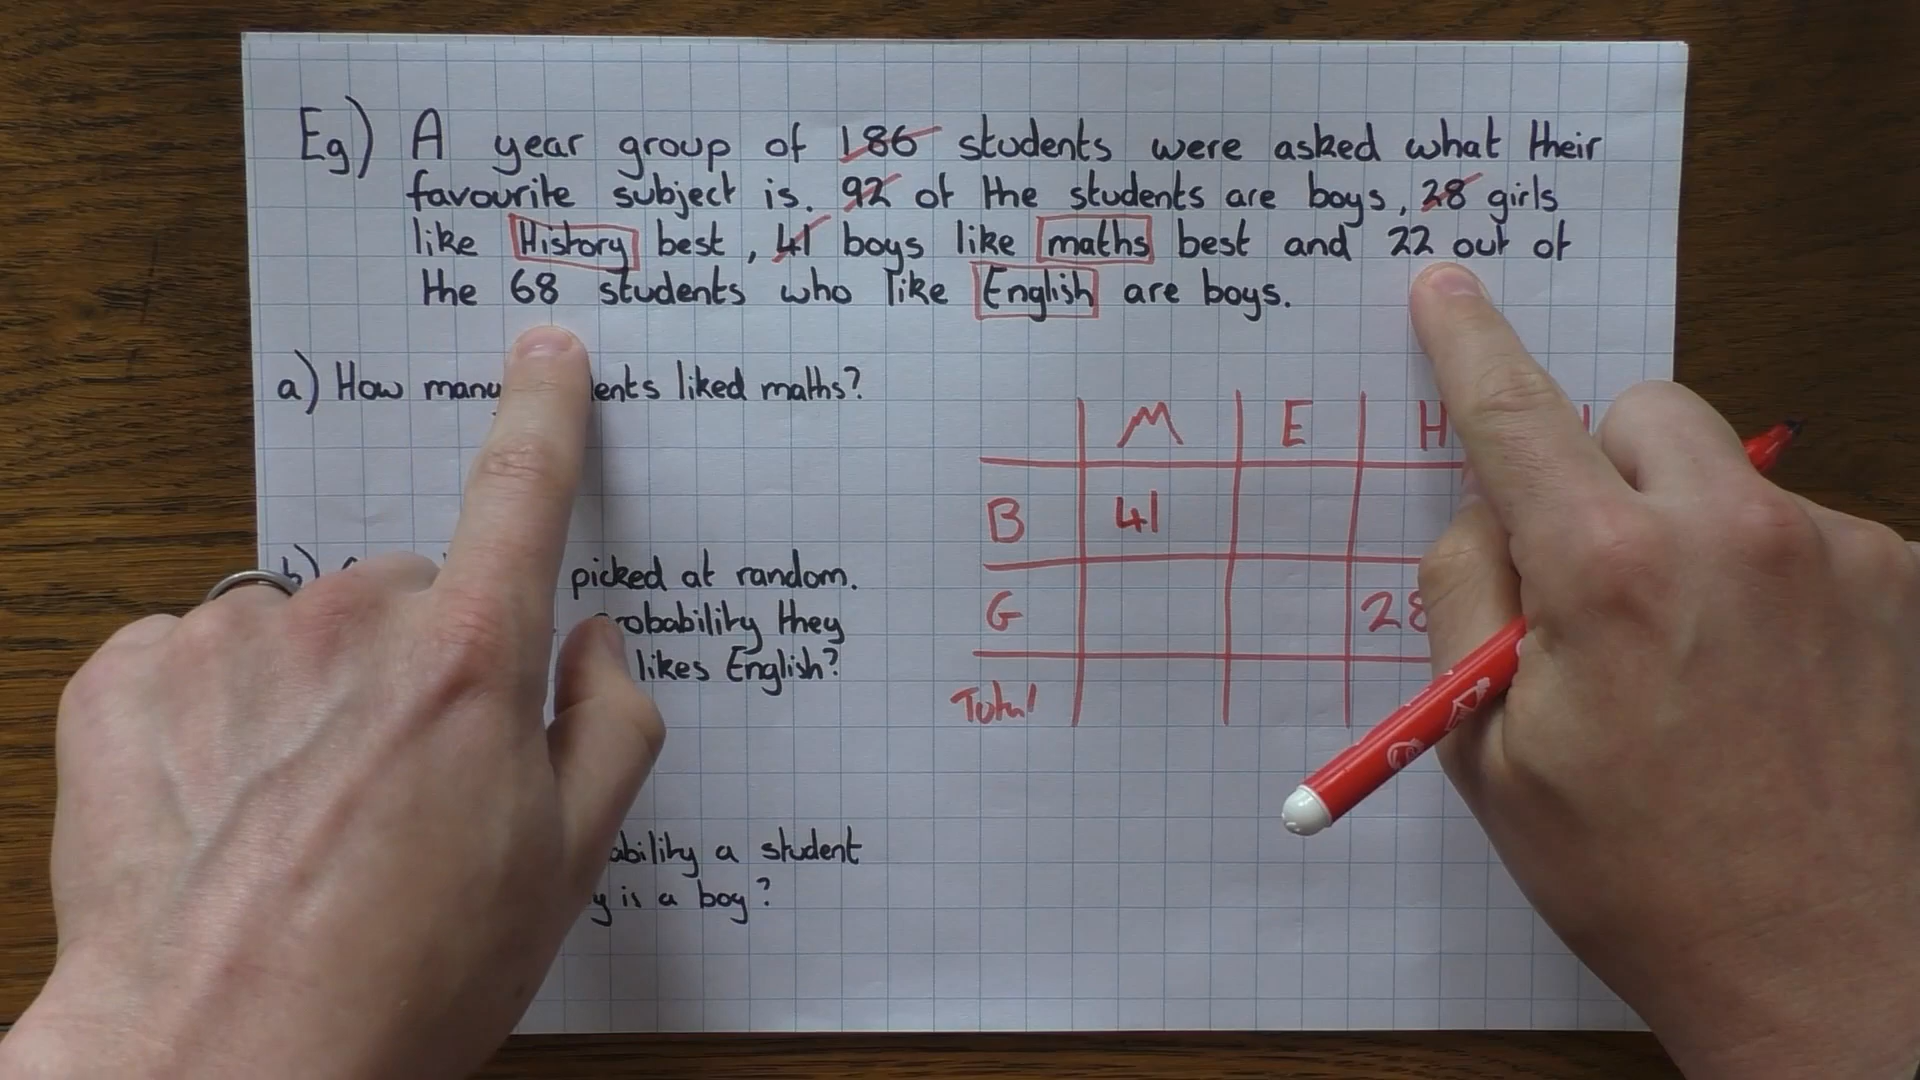 Eg) A year group of 186 students were asked what their
favourite subject is. 92 of the students are boys, 28 girls
like History best, 41 boys like maths best and 22 out of
the 68 students who like English are boys.
a) How many liked maths?
b) picked at random.
they
likes English?
a student
is a boy?
M E H
B 41
G 28
Total